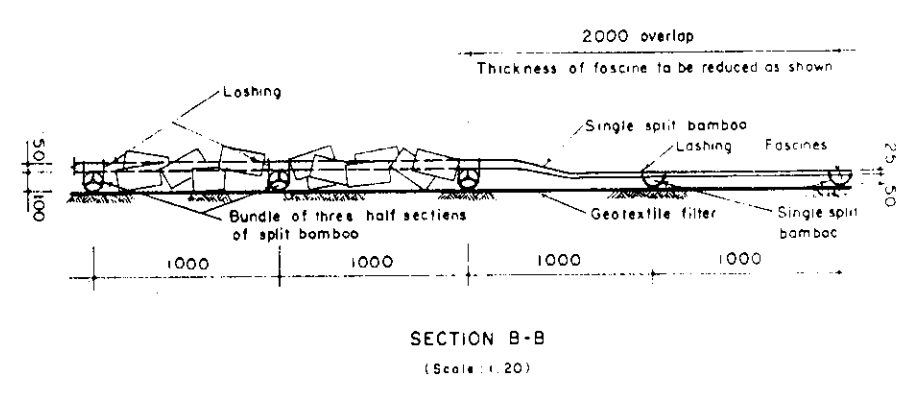 2000 overlap
Thickness of foscine to be reduced as shown
Lashing
Single split bamboo
Lashing
Fascines
50
100
25
50
Bundle of three half sections
of split bamboo
Geotextile filter
Single split
bambac
1000
1000
1000
1000
SECTION B-B
(Scale : 1. 20)